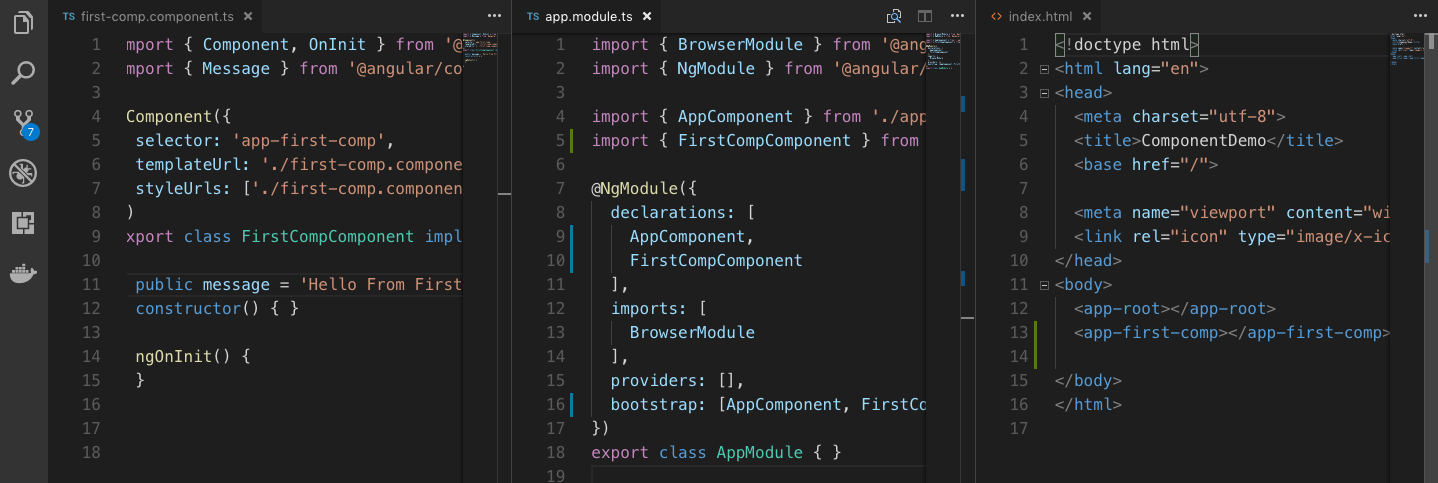 TS first-comp.component.ts
1 mport { Component, OnInit } from '@
2 mport { Message } from '@angular/co
3
4 Component({
5 selector: 'app-first-comp',
6 templateUrl: './first-comp.compone
7 styleUrls: ['./first-comp.componen
8 )
9 xport class FirstCompComponent impl
10
11 public message = 'Hello From First
12 constructor() { }
13
14 ngOnInit() {
15 }
16
17
18
7
TS app.module.ts
1 import { BrowserModule } from '@ang
2 import { NgModule } from '@angular/
3
4 import { AppComponent } from './app
5 import { FirstCompComponent } from
6
7 @NgModule({
8 declarations: [
9 AppComponent,
10 FirstCompComponent
11 ],
12 imports: [
13 BrowserModule
14 ],
15 providers: [],
16 bootstrap: [AppComponent, FirstCo
17 })
18 export class AppModule { }
19
<> index.html
1 <!doctype html>
2 <html lang="en">
3 <head>
4 <meta charset="utf-8">
5 <title>ComponentDemo</title>
6 <base href="/">
7
8 <meta name="viewport" content="wi
9 <link rel="icon" type="image/x-ic
10 </head>
11 <body>
12 <app-root></app-root>
13 <app-first-comp></app-first-comp>
14
15 </body>
16 </html>
17